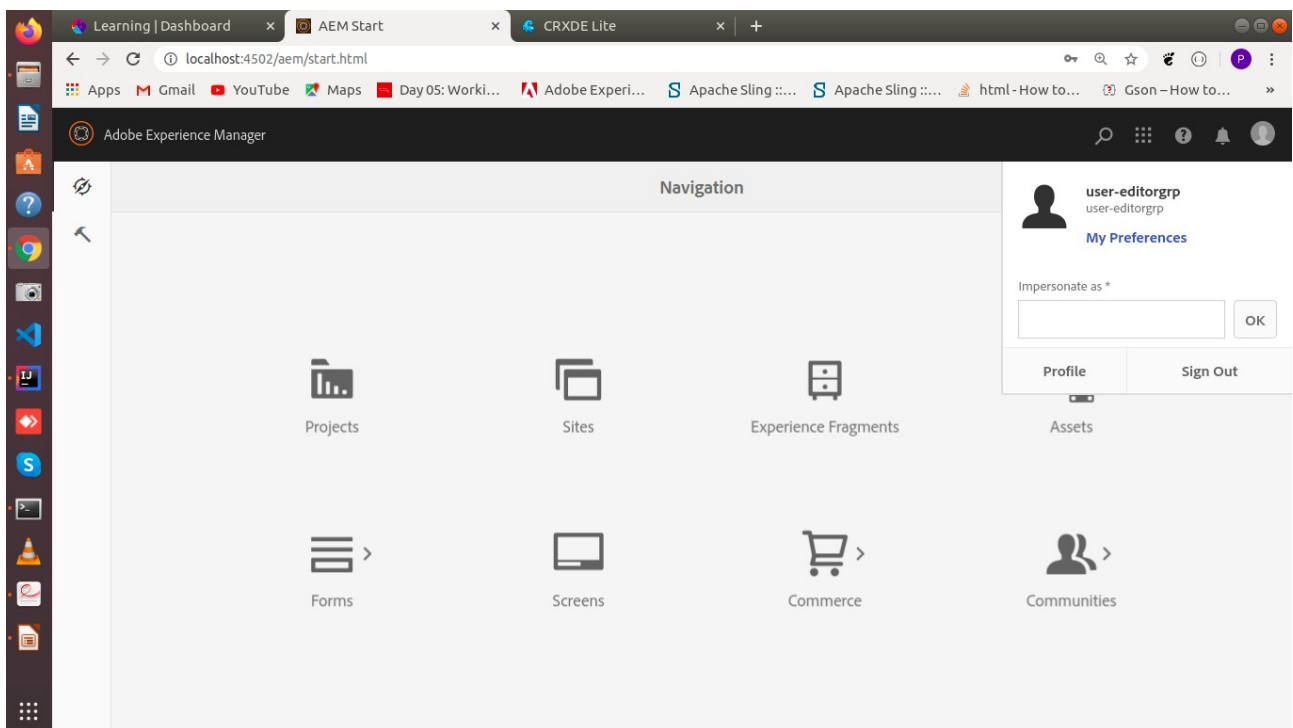 Learning | Dashboard
AEM Start
CRXDE Lite
localhost:4502/aem/start.html
P
Apps
Gmail
YouTube
Maps
Day 05: Worki...
Adobe Experi...
Apache Sling ::...
Apache Sling ::...
html - How to...
Gson – How to...
»
Adobe Experience Manager
Navigation
user-editorgrp
user-editorgrp
My Preferences
Impersonate as *
OK
Profile
Sign Out
Projects
Sites
Experience Fragments
Assets
Forms
Screens
Commerce
Communities